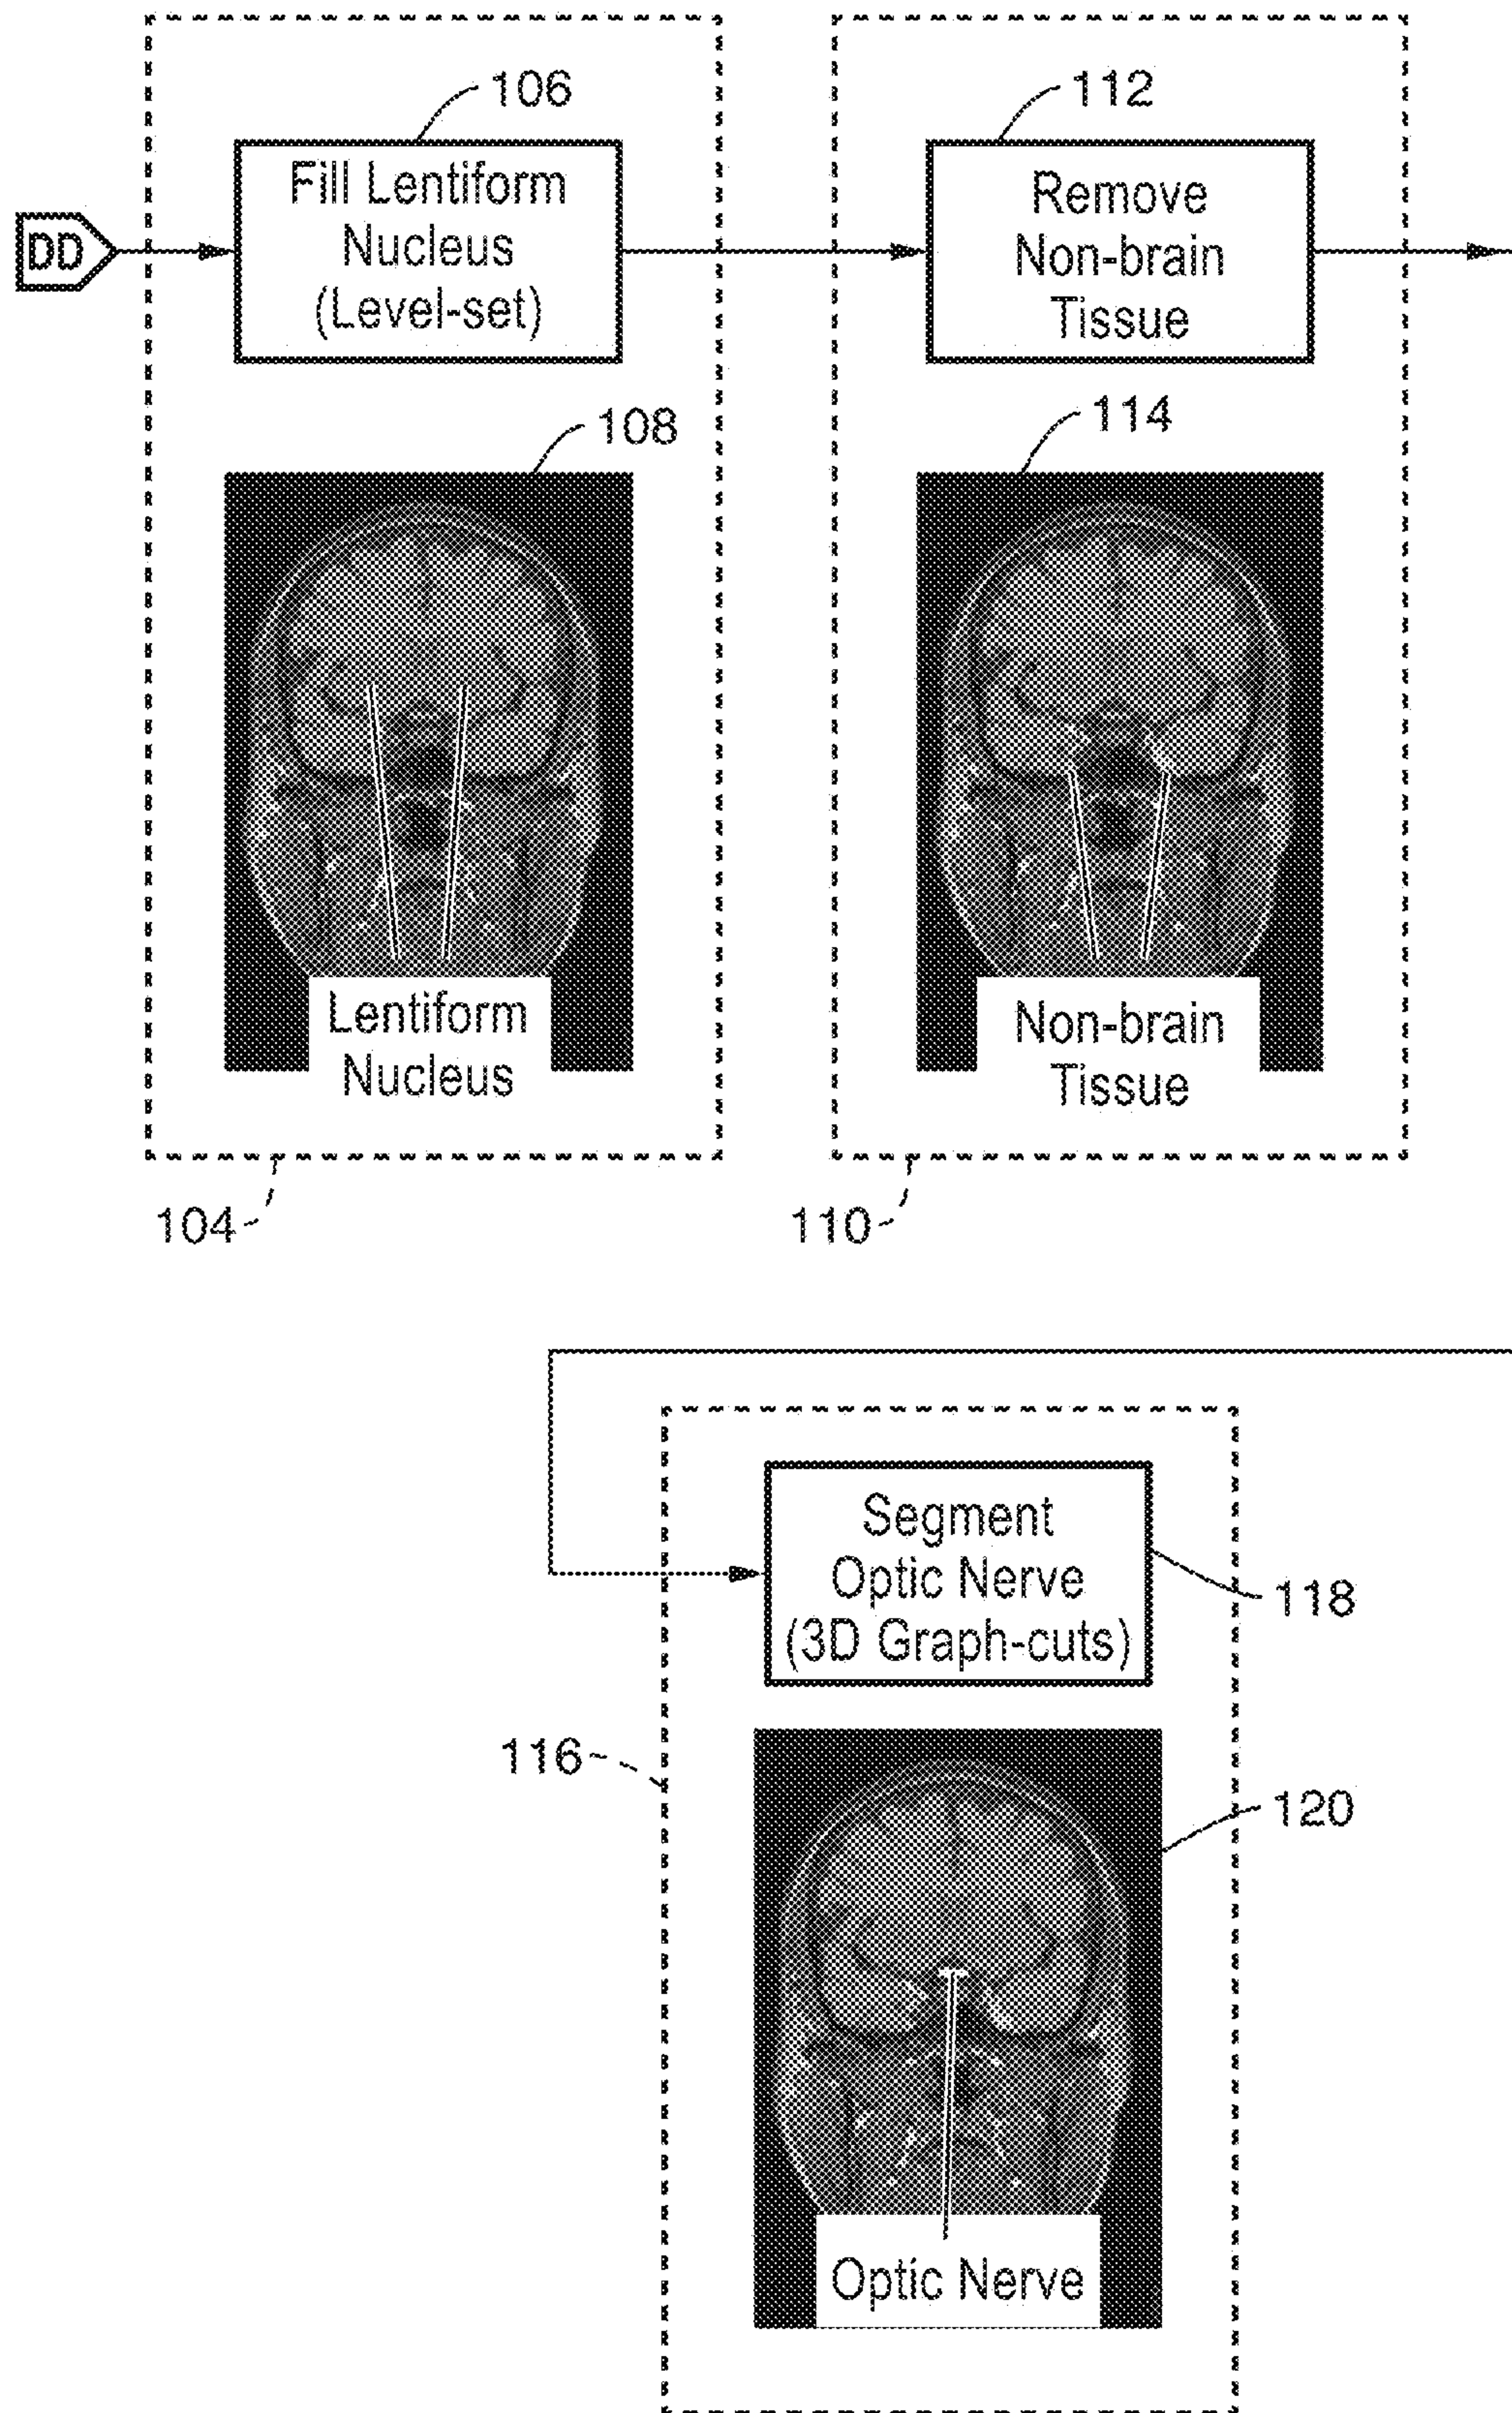 106
112
Fill Lentiform
Nucleus
(Level-set)
Remove
Non-brain
Tissue
DD
108
114
Lentiform
Nucleus
Non-brain
Tissue
104
110
Segment
Optic Nerve
(3D Graph-cuts)
118
116
120
Optic Nerve